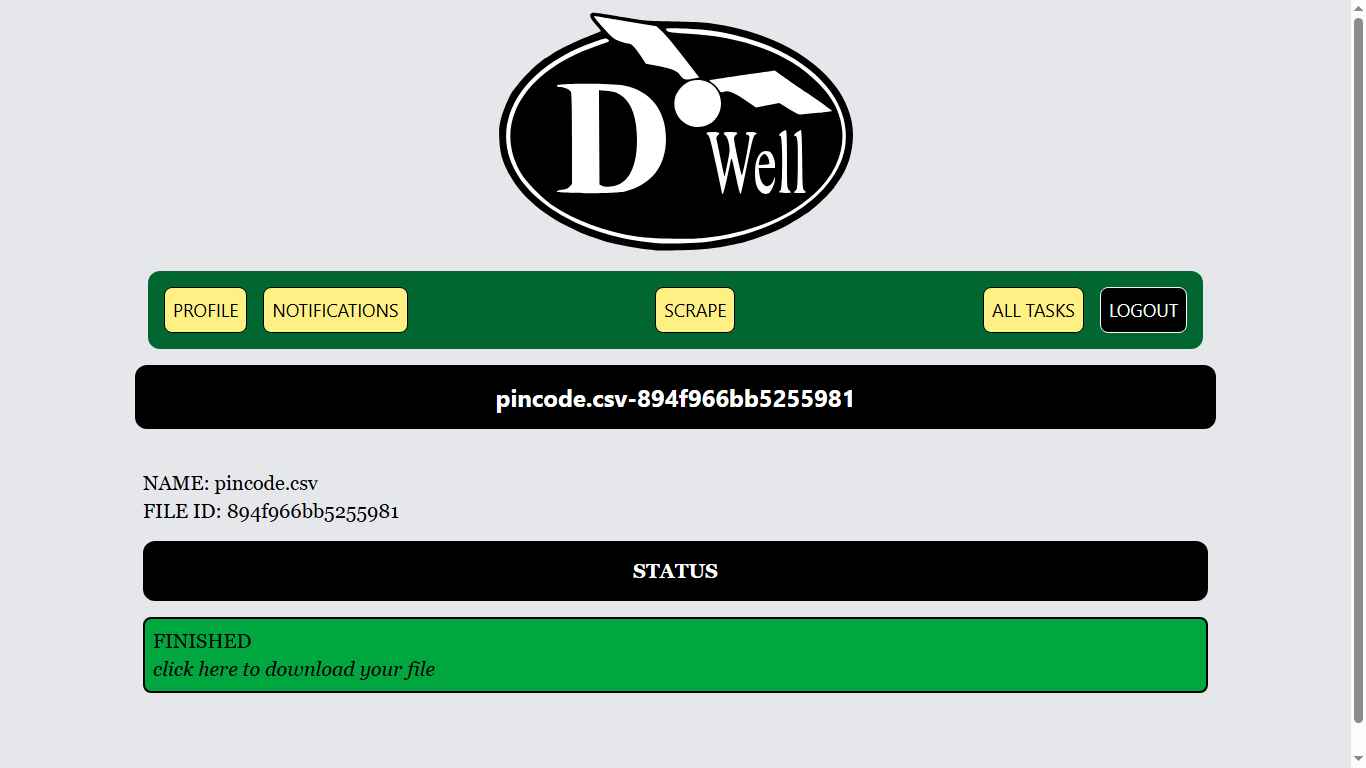 D Well
PROFILE NOTIFICATIONS SCRAPE ALL TASKS LOGOUT
pincode.csv-894f966bb5255981
NAME: pincode.csv
FILE ID: 894f966bb5255981
STATUS
FINISHED
click here to download your file